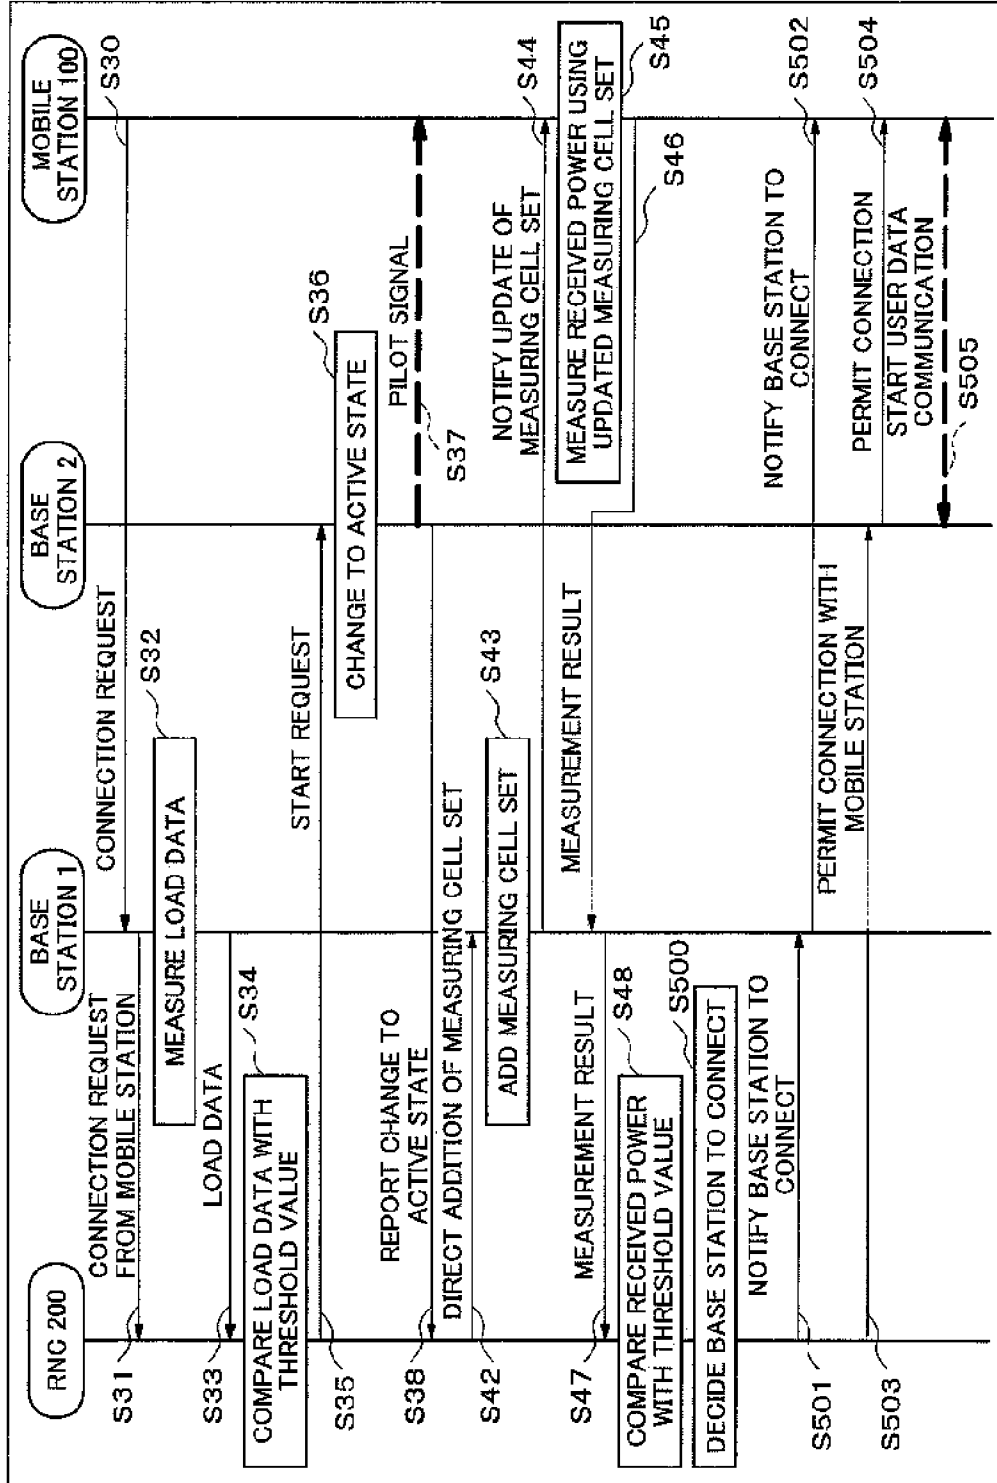 RNC 200
BASE
STATION 1
BASE
STATION 2
MOBILE
STATION 100
CONNECTION REQUEST
S30
CONNECTION REQUEST
FROM MOBILE STATION
S31
MEASURE LOAD DATA
S32
LOAD DATA
S33
COMPARE LOAD DATA WITH
THRESHOLD VALUE
S34
START REQUEST
S35
CHANGE TO ACTIVE STATE
S36
PILOT SIGNAL
S37
REPORT CHANGE TO
ACTIVE STATE
S38
DIRECT ADDITION OF MEASURING CELL SET
S42
ADD MEASURING CELL SET
S43
NOTIFY UPDATE OF
MEASURING CELL SET
S44
MEASURE RECEIVED POWER USING
UPDATED MEASURING CELL SET
S45
MEASUREMENT RESULT
S46
MEASUREMENT RESULT
S47
COMPARE RECEIVED POWER
WITH THRESHOLD VALUE
S48
DECIDE BASE STATION TO CONNECT
S500
NOTIFY BASE STATION TO
CONNECT
S501
NOTIFY BASE STATION TO
CONNECT
S502
PERMIT CONNECTION WITH
MOBILE STATION
S503
PERMIT CONNECTION
S504
START USER DATA
COMMUNICATION
S505